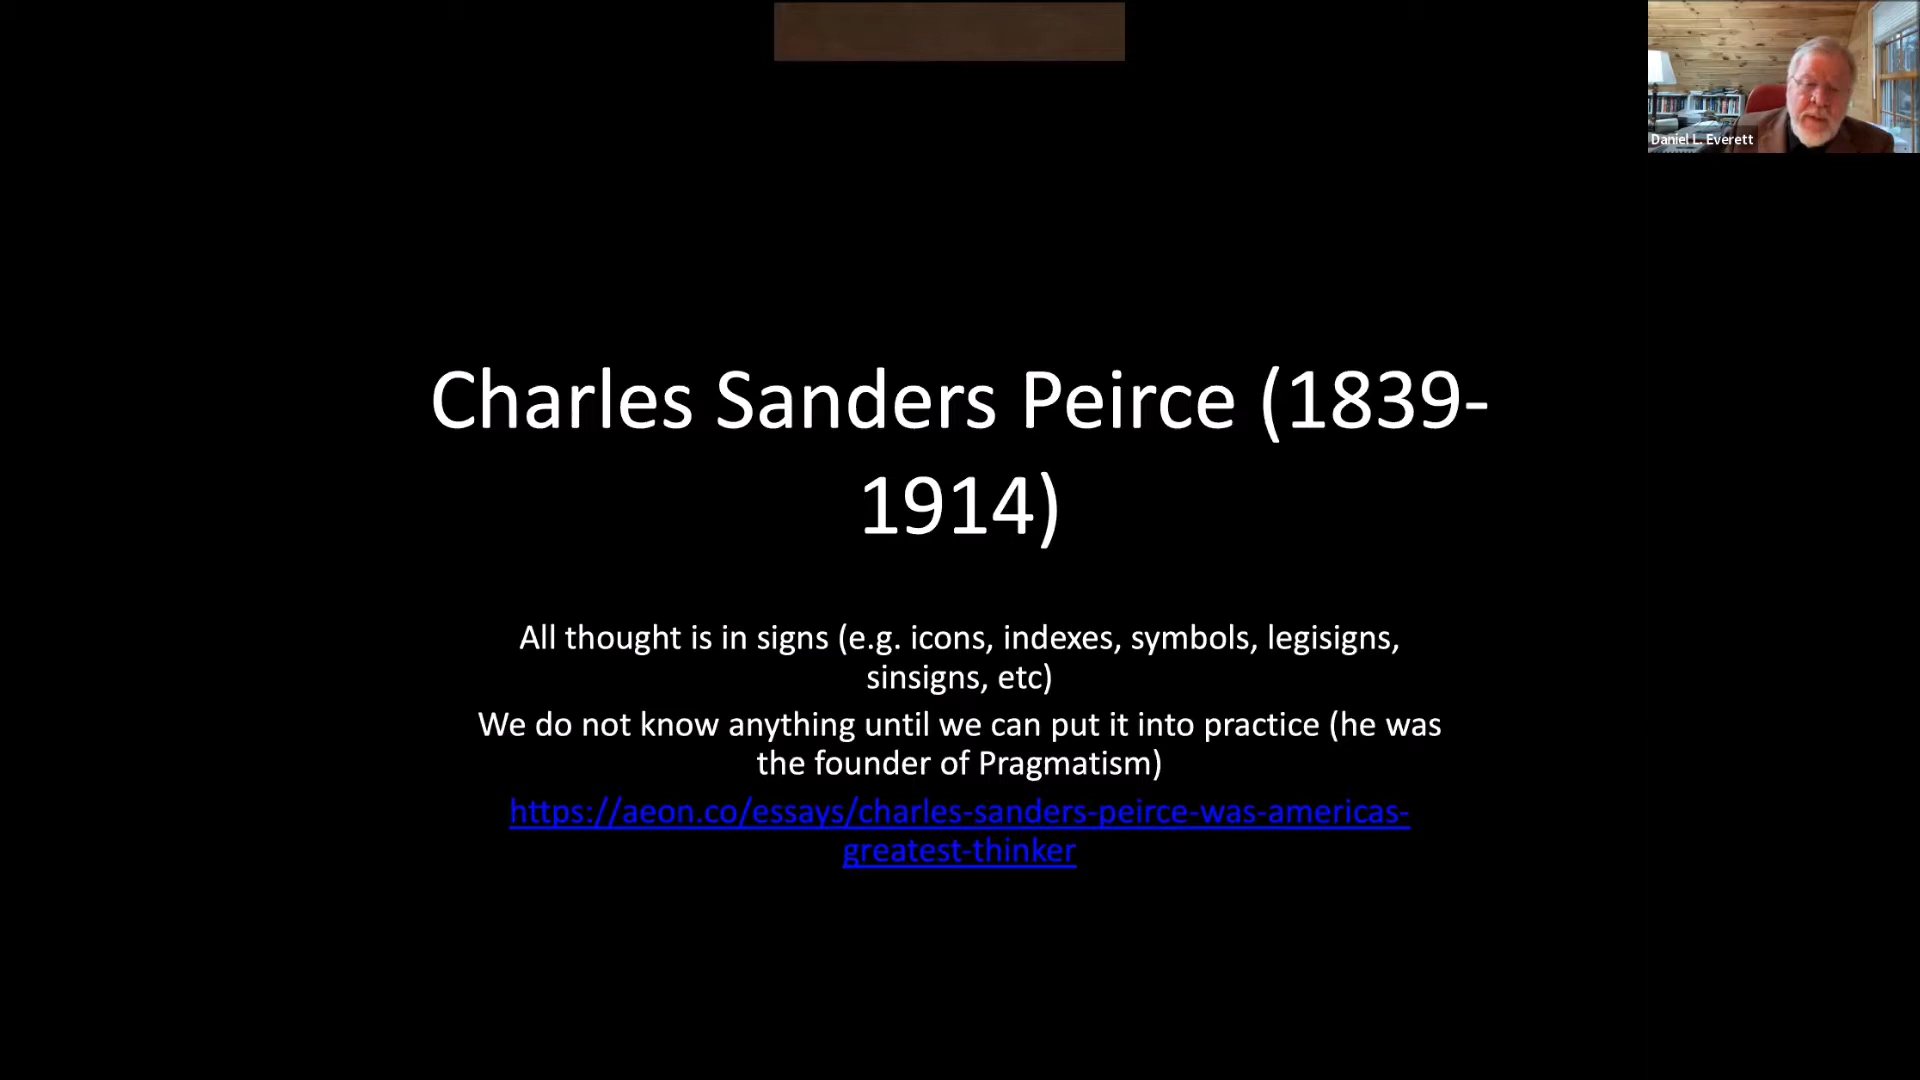 Daniel L. Everett
Charles Sanders Peirce (1839-
1914)
All thought is in signs (e.g. icons, indexes, symbols, legisigns,
sinsigns, etc)
We do not know anything until we can put it into practice (he was
the founder of Pragmatism)
https://aeon.co/essays/charles-sanders-peirce-was-americas-
greatest-thinker